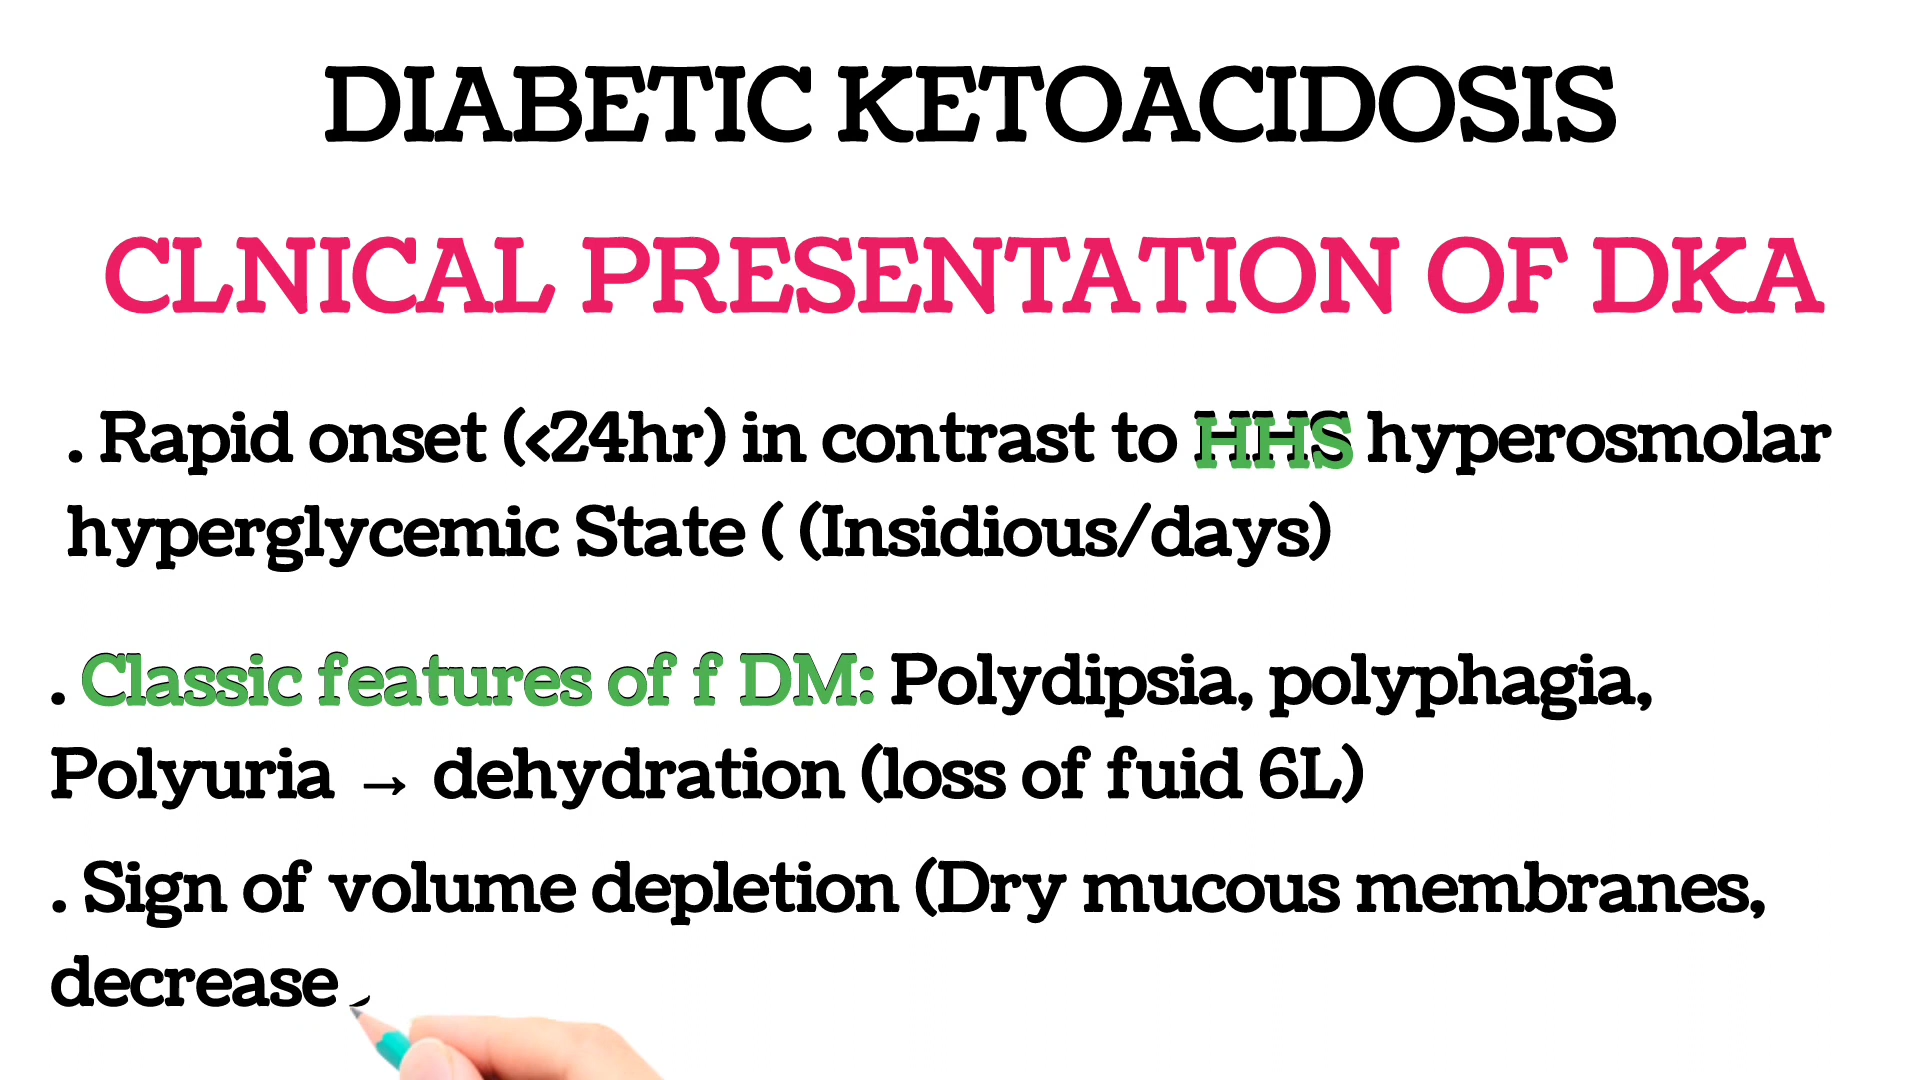 DIABETIC KETOACIDOSIS
CLNICAL PRESENTATION OF DKA
. Rapid onset (<24hr) in contrast to HHS hyperosmolar
hyperglycemic State ( (Insidious/days)
. Classic features of f DM: Polydipsia, polyphagia,
Polyuria → dehydration (loss of fuid 6L)
. Sign of volume depletion (Dry mucous membranes,
decrease